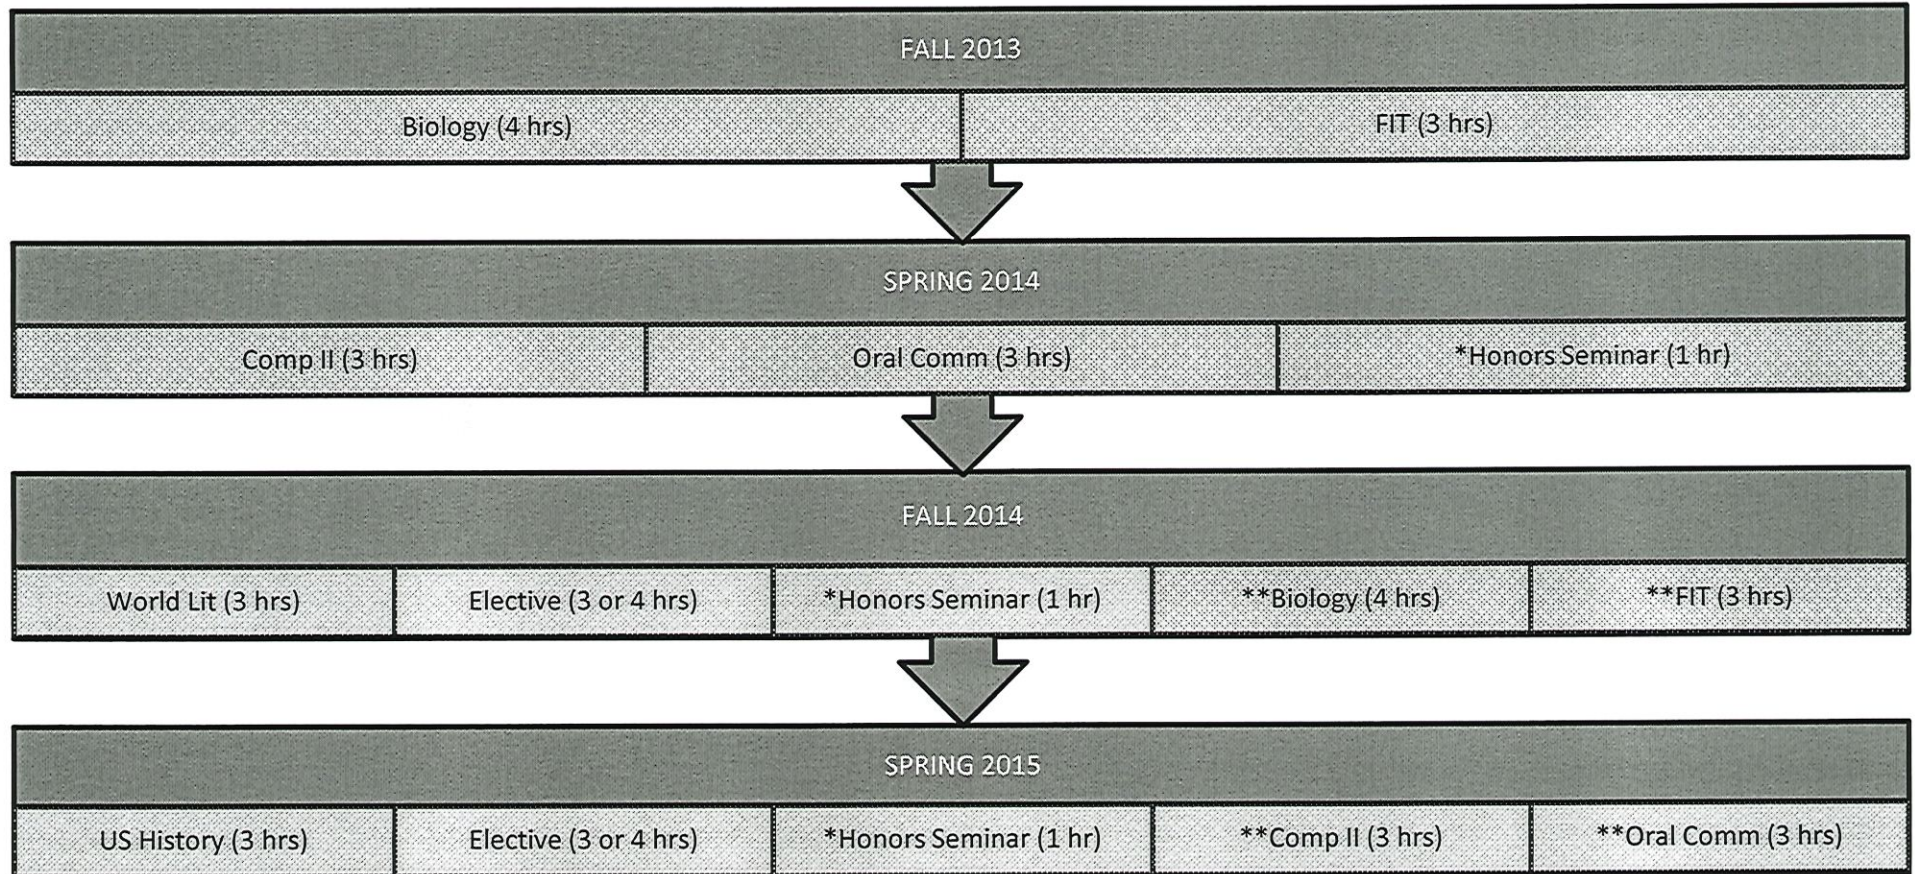 FALL 2013
Biology (4 hrs)
FIT (3 hrs)
SPRING 2014
Comp II (3 hrs)
Oral Comm (3 hrs)
*Honors Seminar (1 hr)
FALL 2014
World Lit (3 hrs)
Elective (3 or 4 hrs)
*Honors Seminar (1 hr)
**Biology (4 hrs)
**FIT (3 hrs)
SPRING 2015
US History (3 hrs)
Elective (3 or 4 hrs)
*Honors Seminar (1 hr)
**Comp II (3 hrs)
**Oral Comm (3 hrs)